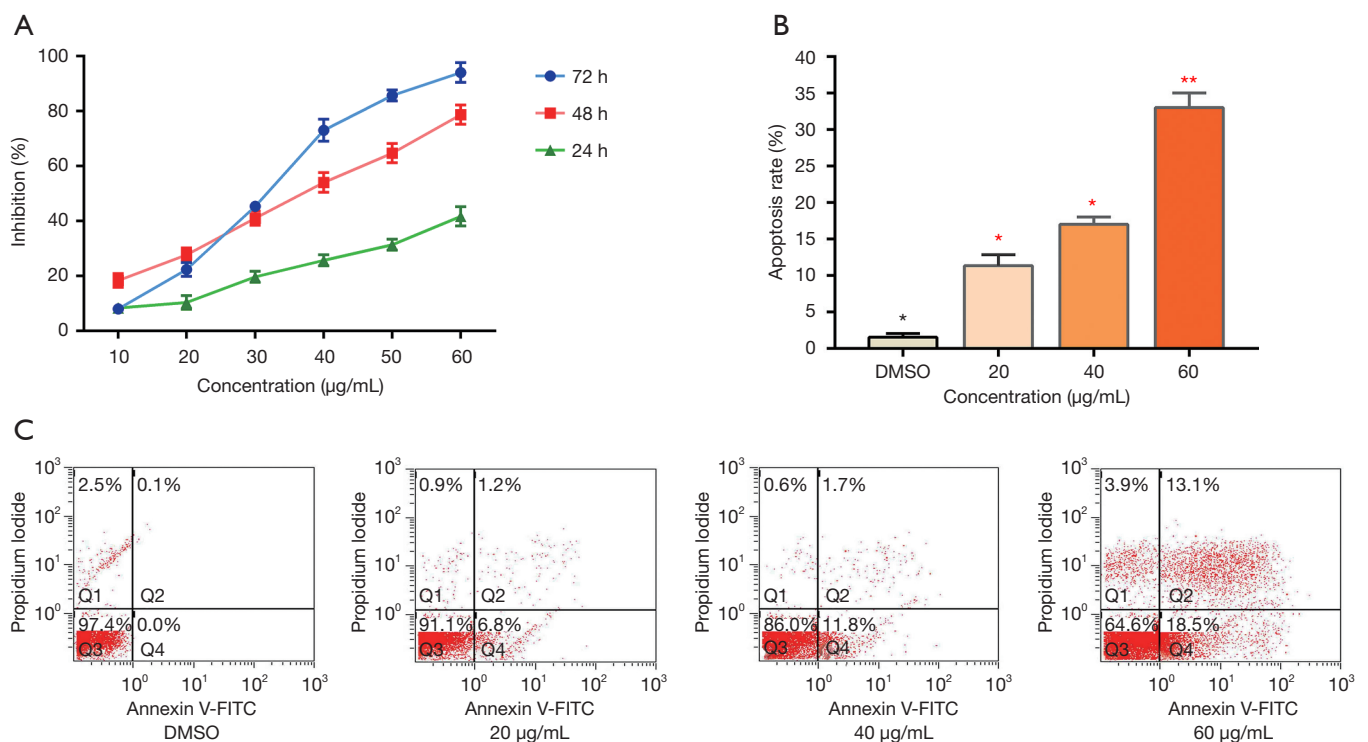 A
100
80
60
40
20
0
Inhibition (%)
10 20 30 40 50 60
Concentration (µg/mL)
72 h
48 h
24 h
B
40
35
30
25
20
15
10
5
0
Apoptosis rate (%)
*
*
*
**
DMSO 20 40 60
Concentration (µg/mL)
C
Propidium Iodide
10³
10²
10¹
10⁰
2.5% 0.1%
Q1 Q2
97.4% 0.0%
Q3 Q4
10⁰ 10¹ 10² 10³
Annexin V-FITC
DMSO
Propidium Iodide
10³
10²
10¹
10⁰
0.9% 1.2%
Q1 Q2
91.1% 6.8%
Q3 Q4
10⁰ 10¹ 10² 10³
Annexin V-FITC
20 µg/mL
Propidium Iodide
10³
10²
10¹
10⁰
0.6% 1.7%
Q1 Q2
86.0% 11.8%
Q3 Q4
10⁰ 10¹ 10² 10³
Annexin V-FITC
40 µg/mL
Propidium Iodide
10³
10²
10¹
10⁰
3.9% 13.1%
Q1 Q2
64.6% 18.5%
Q3 Q4
10⁰ 10¹ 10² 10³
Annexin V-FITC
60 µg/mL